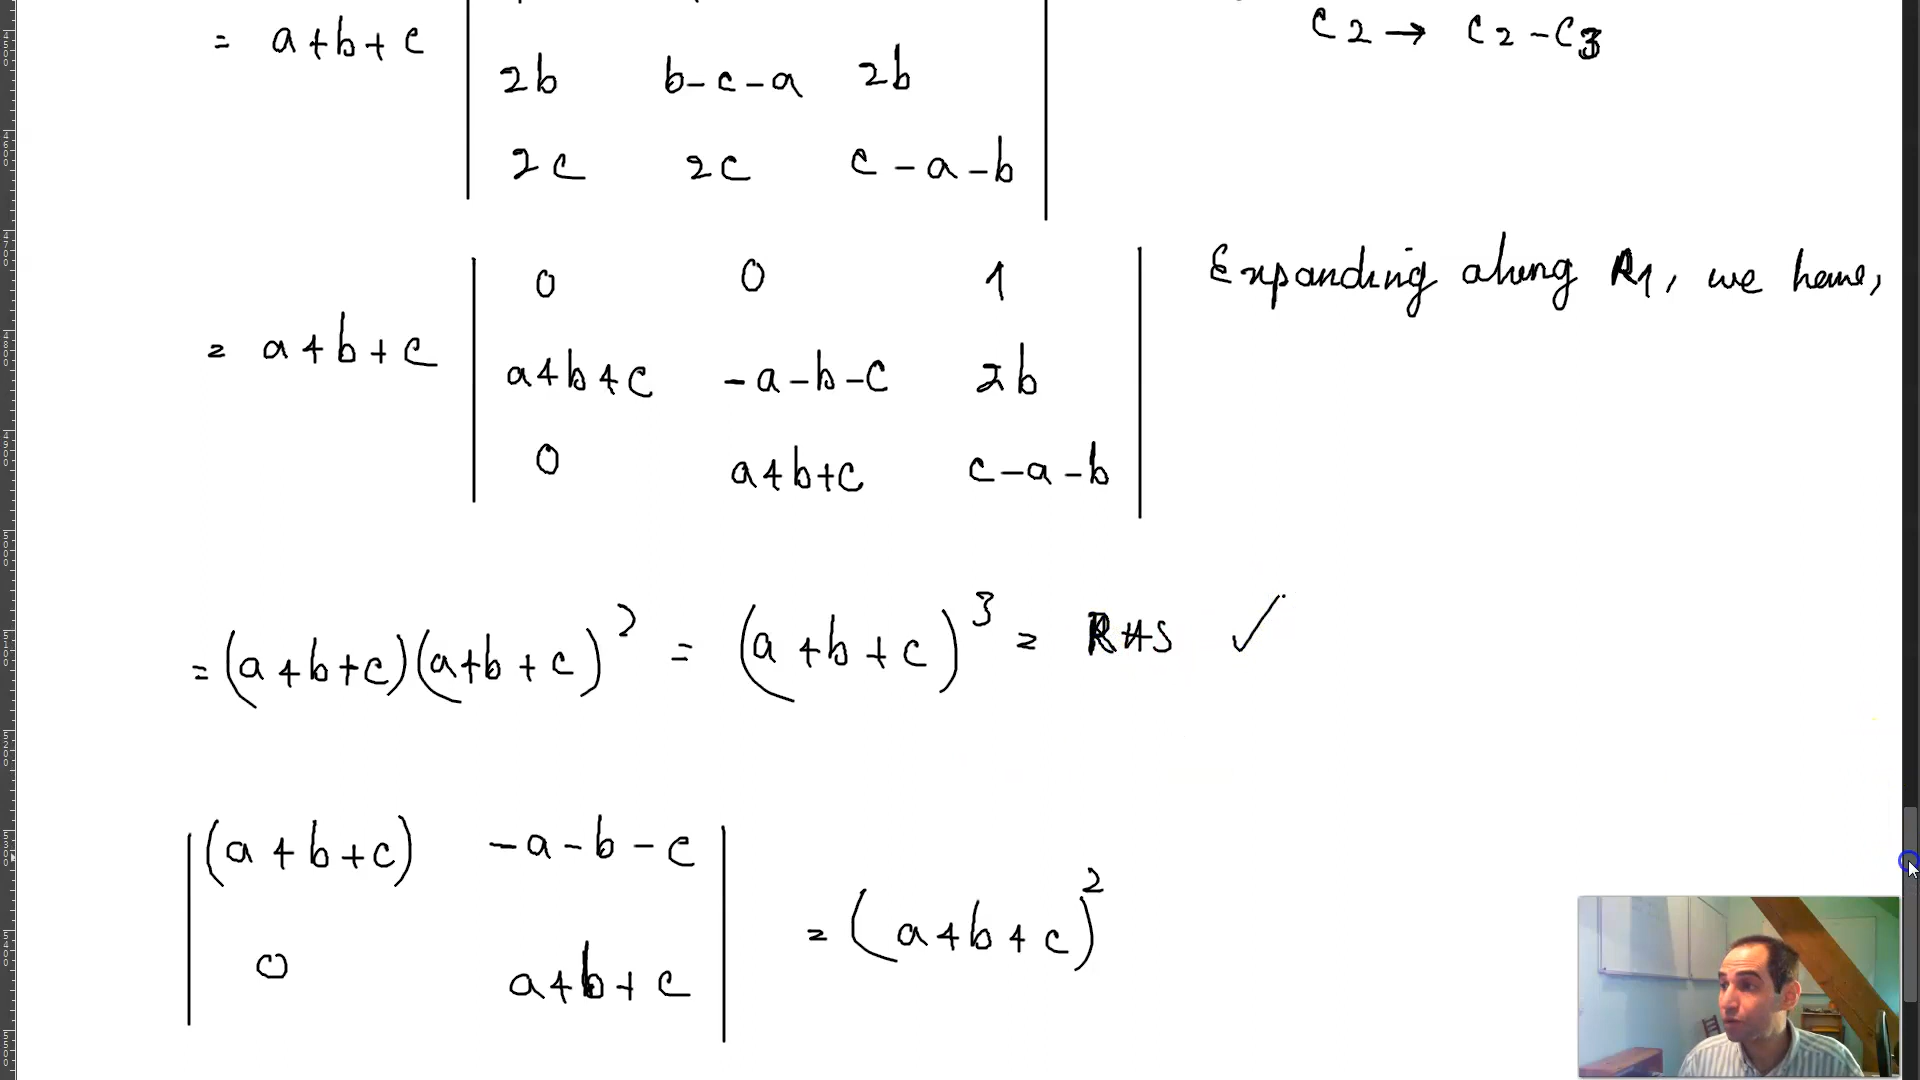 = a+b+c
C2 → C2-C3
2b b-c-a 2b
2c 2c c-a-b
0 0 1
Expanding along R1, we have,
= a+b+c
a+b+c -a-b-c 2b
0 a+b+c c-a-b
=(a+b+c)(a+b+c)² = (a+b+c)³ = RHS ✓
(a+b+c) -a-b-c
= (a+b+c)²
0 a+b+c